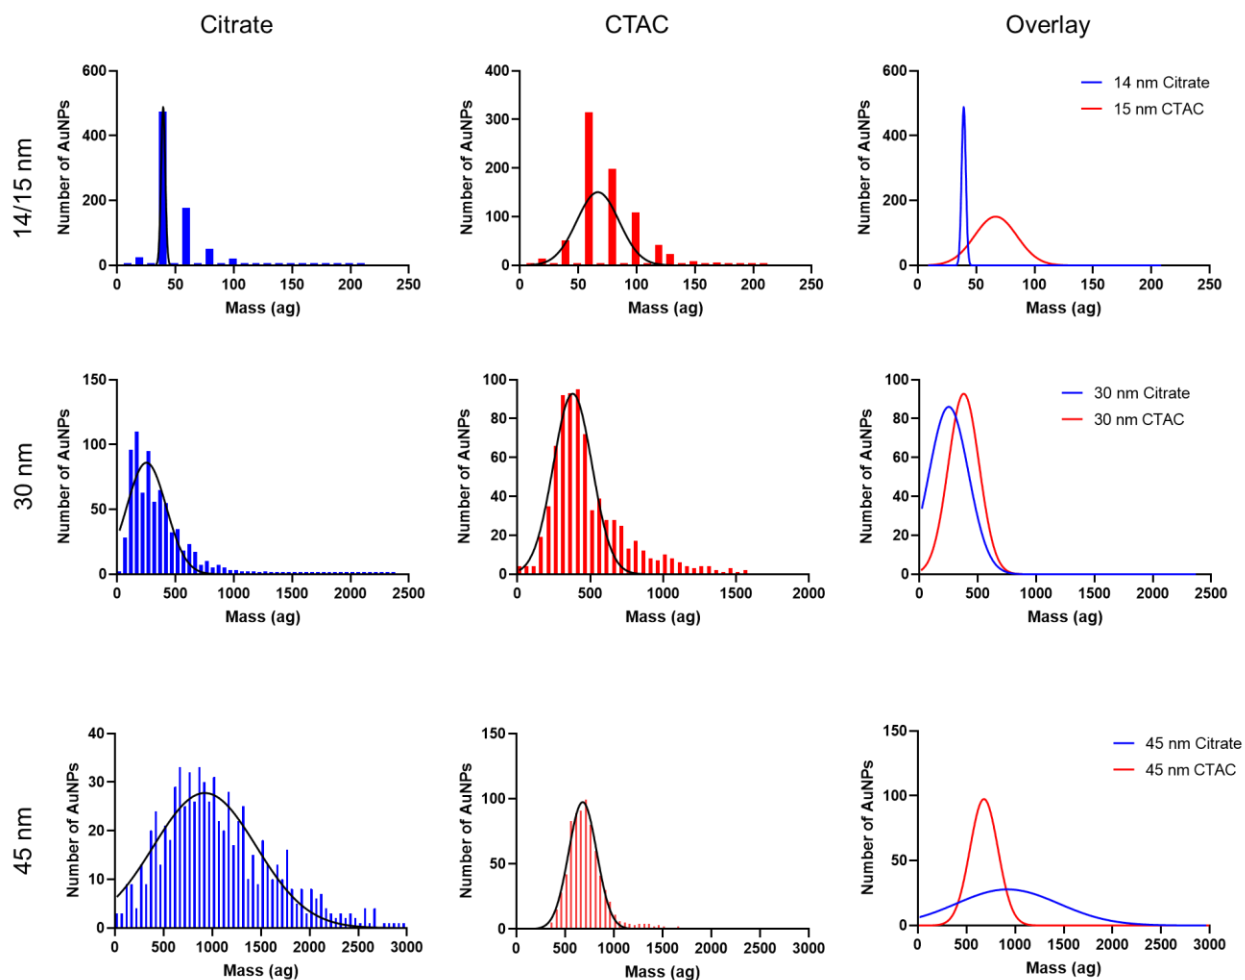 Citrate
CTAC
Overlay
14/15 nm
Number of AuNPs
600
400
200
0
0 50 100 150 200 250
Mass (ag)
Number of AuNPs
400
300
200
100
0
0 50 100 150 200 250
Mass (ag)
Number of AuNPs
600
400
200
0
0 50 100 150 200 250
Mass (ag)
14 nm Citrate
15 nm CTAC
30 nm
Number of AuNPs
150
100
50
0
0 500 1000 1500 2000 2500
Mass (ag)
Number of AuNPs
100
80
60
40
20
0
0 500 1000 1500 2000
Mass (ag)
Number of AuNPs
100
80
60
40
20
0
0 500 1000 1500 2000 2500
Mass (ag)
30 nm Citrate
30 nm CTAC
45 nm
Number of AuNPs
40
30
20
10
0
0 500 1000 1500 2000 2500 3000
Mass (ag)
Number of AuNPs
150
100
50
0
0 500 1000 1500 2000 2500 3000
Mass (ag)
Number of AuNPs
150
100
50
0
0 500 1000 1500 2000 2500 3000
Mass (ag)
45 nm Citrate
45 nm CTAC